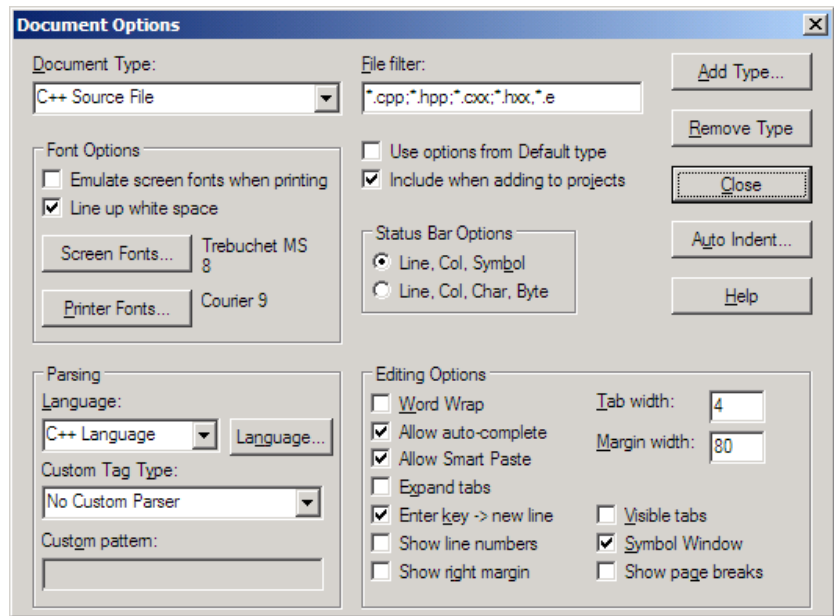 Document Options
Document Type:
C++ Source File
File filter:
*.cpp;*.hpp;*.cxx;*.hxx,*.e
Add Type...
Remove Type
Close
Auto Indent...
Help
Font Options
Emulate screen fonts when printing
Line up white space
Screen Fonts...
Trebuchet MS
8
Printer Fonts...
Courier 9
Use options from Default type
Include when adding to projects
Status Bar Options
Line, Col, Symbol
Line, Col, Char, Byte
Parsing
Language:
C++ Language
Language...
Custom Tag Type:
No Custom Parser
Custom pattern:
Editing Options
Word Wrap
Allow auto-complete
Allow Smart Paste
Expand tabs
Enter key -> new line
Show line numbers
Show right margin
Tab width:
4
Margin width:
80
Visible tabs
Symbol Window
Show page breaks